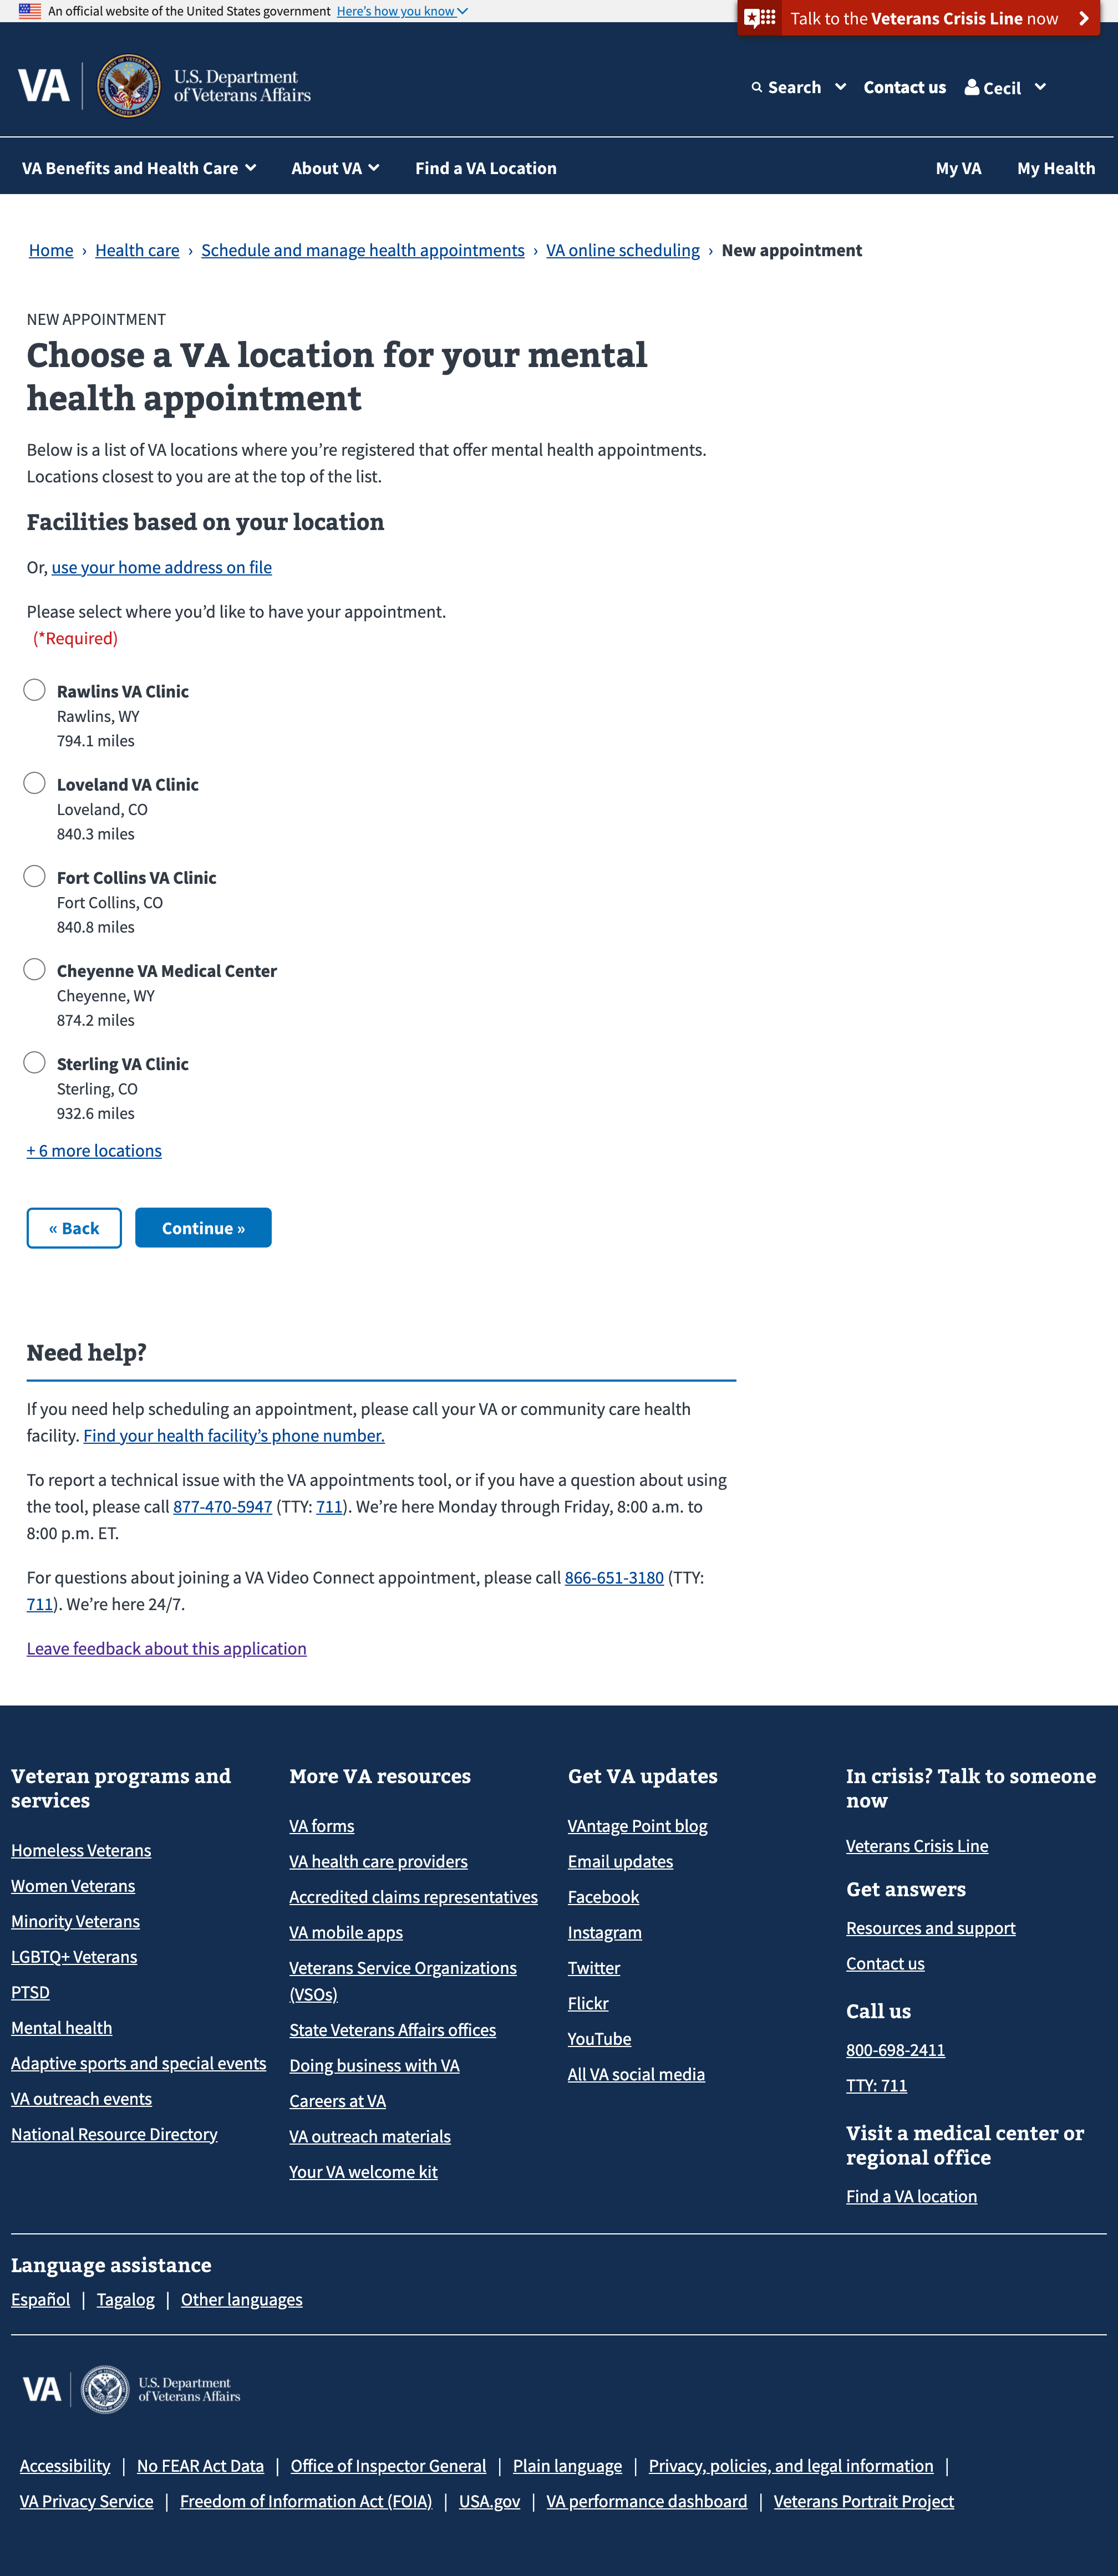 An official website of the United States government Here’s how you know
Talk to the Veterans Crisis Line now
VA
U.S. Department
of Veterans Affairs
Search
Contact us
Cecil
VA Benefits and Health Care
About VA
Find a VA Location
My VA
My Health
Home › Health care › Schedule and manage health appointments › VA online scheduling › New appointment
NEW APPOINTMENT
Choose a VA location for your mental
health appointment
Below is a list of VA locations where you’re registered that offer mental health appointments.
Locations closest to you are at the top of the list.
Facilities based on your location
Or, use your home address on file
Please select where you’d like to have your appointment.
(*Required)
Rawlins VA Clinic
Rawlins, WY
794.1 miles
Loveland VA Clinic
Loveland, CO
840.3 miles
Fort Collins VA Clinic
Fort Collins, CO
840.8 miles
Cheyenne VA Medical Center
Cheyenne, WY
874.2 miles
Sterling VA Clinic
Sterling, CO
932.6 miles
+ 6 more locations
« Back
Continue »
Need help?
If you need help scheduling an appointment, please call your VA or community care health
facility. Find your health facility’s phone number.
To report a technical issue with the VA appointments tool, or if you have a question about using
the tool, please call 877-470-5947 (TTY: 711). We’re here Monday through Friday, 8:00 a.m. to
8:00 p.m. ET.
For questions about joining a VA Video Connect appointment, please call 866-651-3180 (TTY:
711). We’re here 24/7.
Leave feedback about this application
Veteran programs and
services
Homeless Veterans
Women Veterans
Minority Veterans
LGBTQ+ Veterans
PTSD
Mental health
Adaptive sports and special events
VA outreach events
National Resource Directory
More VA resources
VA forms
VA health care providers
Accredited claims representatives
VA mobile apps
Veterans Service Organizations
(VSOs)
State Veterans Affairs offices
Doing business with VA
Careers at VA
VA outreach materials
Your VA welcome kit
Get VA updates
VAntage Point blog
Email updates
Facebook
Instagram
Twitter
Flickr
YouTube
All VA social media
In crisis? Talk to someone
now
Veterans Crisis Line
Get answers
Resources and support
Contact us
Call us
800-698-2411
TTY: 711
Visit a medical center or
regional office
Find a VA location
Language assistance
Español | Tagalog | Other languages
VA
U.S. Department
of Veterans Affairs
Accessibility | No FEAR Act Data | Office of Inspector General | Plain language | Privacy, policies, and legal information |
VA Privacy Service | Freedom of Information Act (FOIA) | USA.gov | VA performance dashboard | Veterans Portrait Project